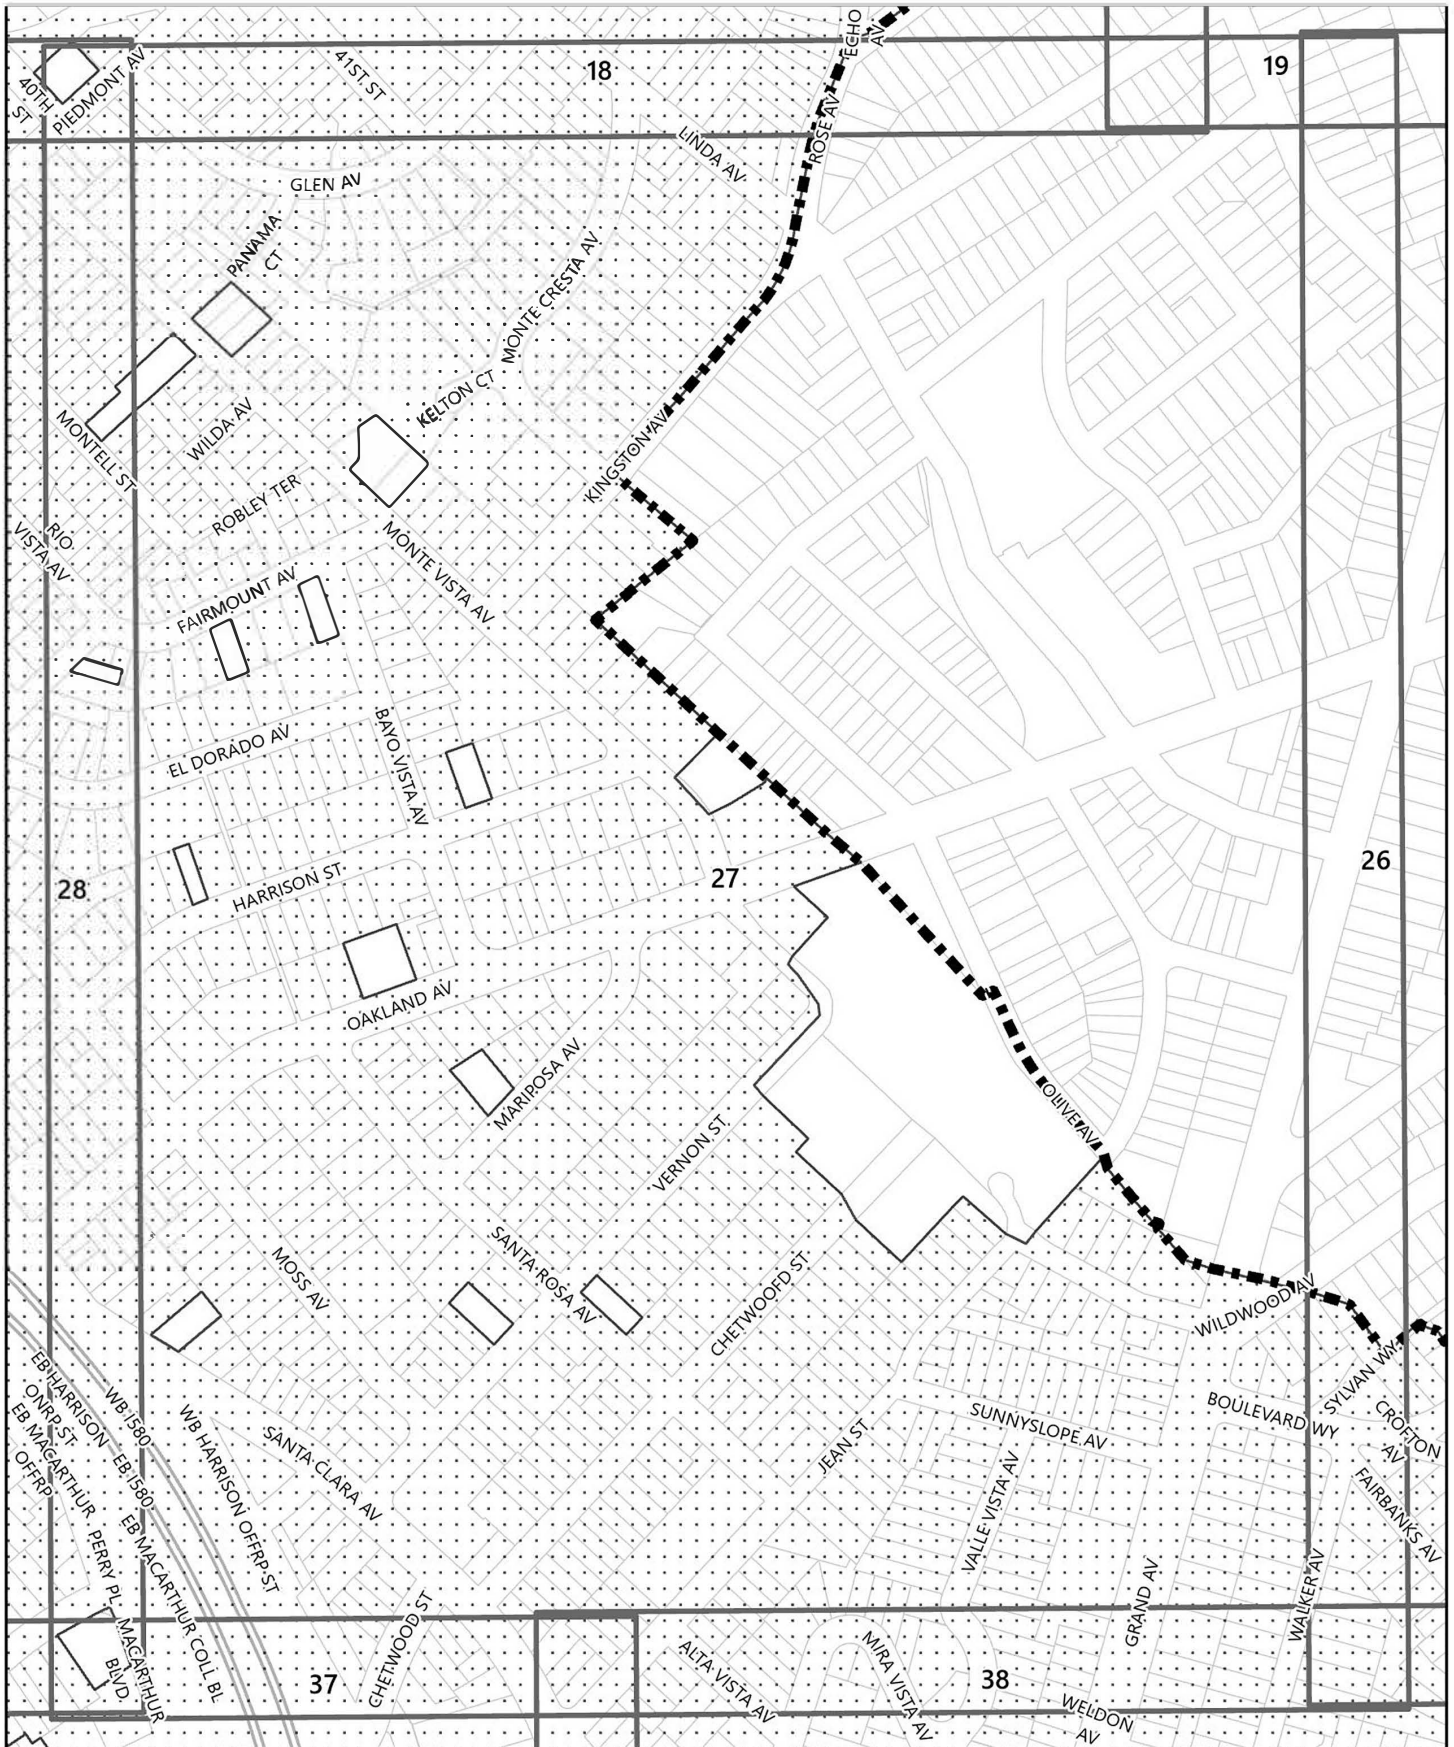 ECHO
AV
18
19
41ST ST
40TH
ST
PIEDMONT AV
ROSE AV
LINDA AV
GLEN AV
PANAMA
CT
MONTE CRESTA AV
KELTON CT
KINGSTON AV
WILDA AV
MONTELL ST
ROBLEY TER
RIO
VISTA AV
MONTE VISTA AV
FAIRMOUNT AV
EL DORADO AV
BAYO VISTA AV
28
27
26
HARRISON ST
OAKLAND AV
MARIPOSA AV
OLIVE AV
VERNON ST
SANTA ROSA AV
MOSS AV
CHETWOOFD ST
WILDWOOD AV
SYLVAN WY
EB HARRISON
ONRP ST
EB MACARTHUR
OFFRP
WB I580
EB I580
WB HARRISON OFFRP ST
SANTA CLARA AV
JEAN ST
SUNNYSLOPE AV
BOULEVARD WY
CROFTON
AV
FAIRBANKS AV
VALLE VISTA AV
PERRY PL
EB MACARTHUR COLL BL
MACARTHUR
BLVD
CHETWOOD ST
GRAND AV
WALKER AV
37
38
ALTA VISTA AV
MIRA VISTA AV
WELDON
AV